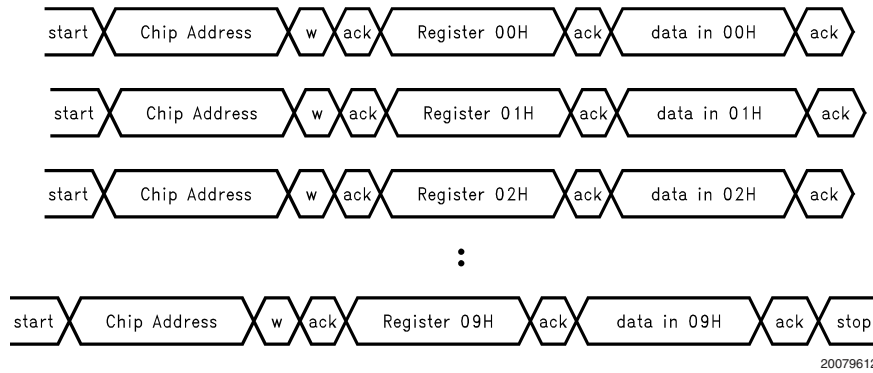 start Chip Address w ack Register 00H ack data in 00H ack
start Chip Address w ack Register 01H ack data in 01H ack
start Chip Address w ack Register 02H ack data in 02H ack
:
start Chip Address w ack Register 09H ack data in 09H ack stop
20079612